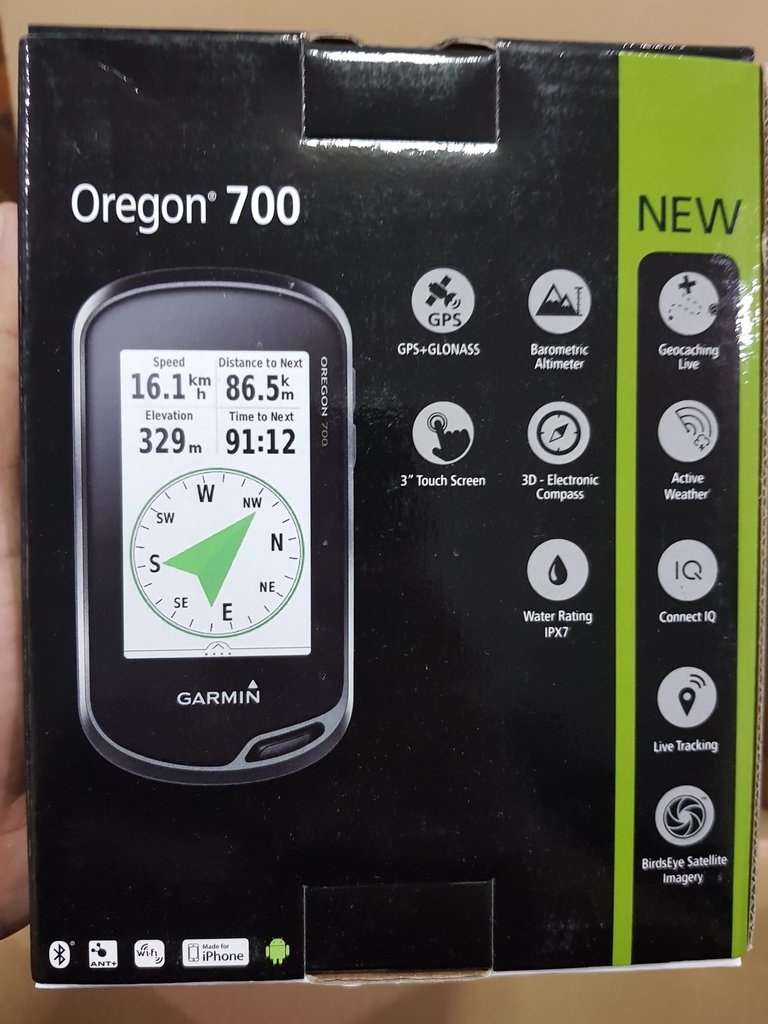 Oregon® 700
NEW
Speed
16.1 km/h
Distance to Next
86.5 km
Elevation
329 m
Time to Next
91:12
W
NW
N
NE
E
SE
S
SW
OREGON 700
GARMIN
GPS
GPS+GLONASS
Barometric
Altimeter
3” Touch Screen
3D - Electronic
Compass
Water Rating
IPX7
Geocaching
Live
Active
Weather
IQ
Connect IQ
Live Tracking
BirdsEye Satellite
Imagery
ANT+
Wi-Fi
Made for
iPhone